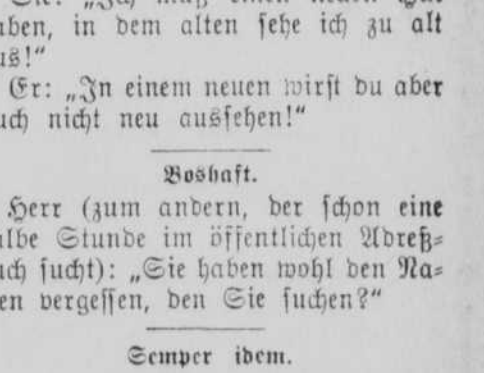 Sie: „Ich muß einen neuen Hut
aben, in dem alten sehe ich zu alt
us!“
Er: „In einem neuen wirst du aber
uch nicht neu aussehen!“
Boshaft.
Herr (zum andern, der schon eine
albe Stunde im öffentlichen Adreß-
uch sucht): „Sie haben wohl den Na-
en vergessen, den Sie suchen?“
Semper idem.